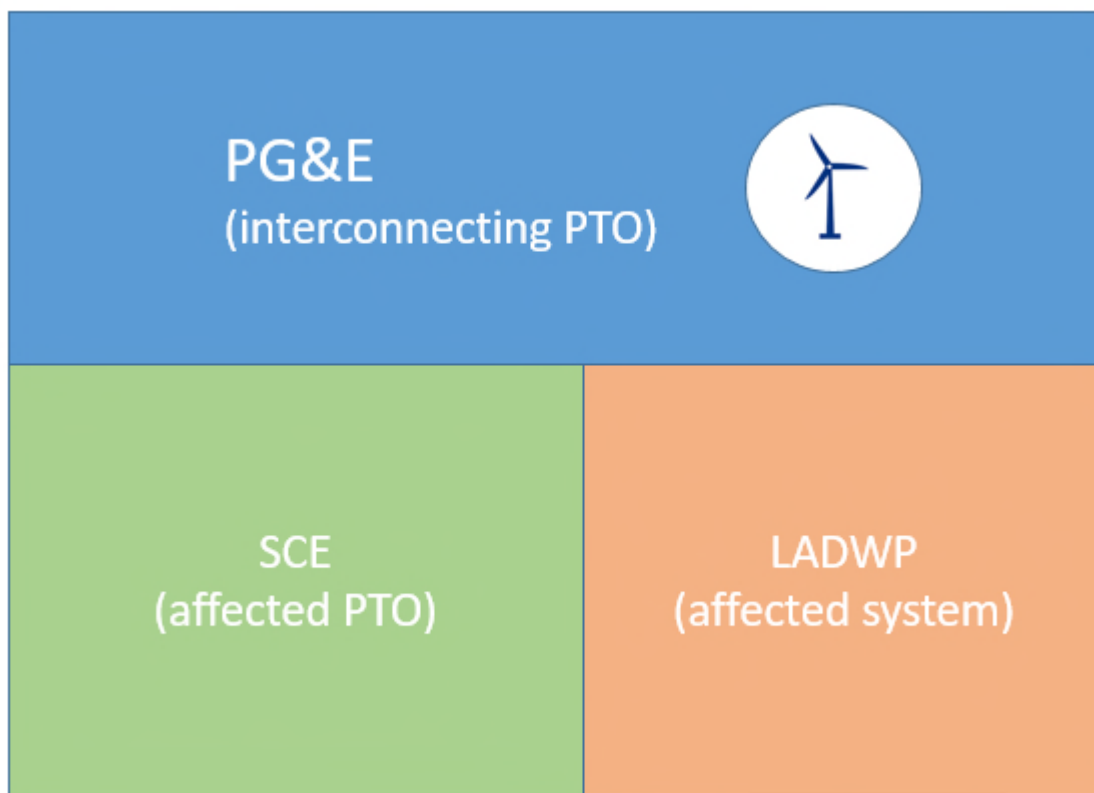 PG&E
(interconnecting PTO)
SCE
(affected PTO)
LADWP
(affected system)